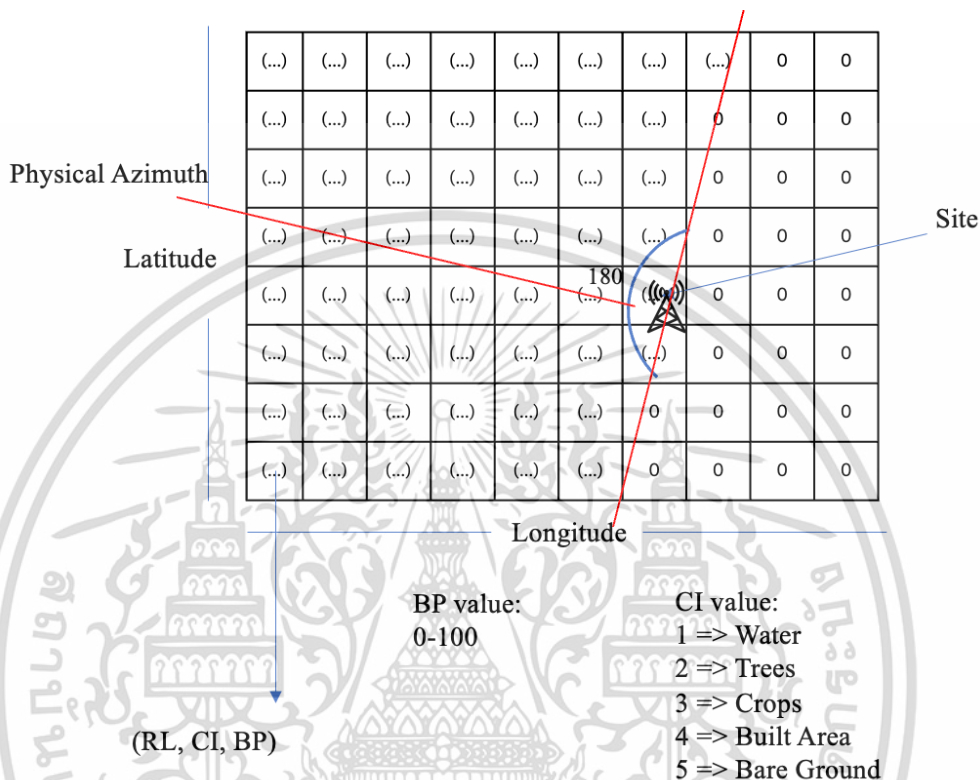 (...) (...) (...) (...) (...) (...) (...) (...) 0 0
(...) (...) (...) (...) (...) (...) (...) 0 0 0
Physical Azimuth
(...) (...) (...) (...) (...) (...) (...) 0 0 0
Site
(...) (...) (...) (...) (...) (...) (...) 0 0 0
Latitude
180
(...) (...) (...) (...) (...) (...) 0 0 0
(...) (...) (...) (...) (...) (...) (...) 0 0 0
(...) (...) (...) (...) (...) (...) 0 0 0 0
(...) (...) (...) (...) (...) (...) 0 0 0 0
Longitude
BP value:
0-100
CI value:
1 => Water
2 => Trees
3 => Crops
4 => Built Area
5 => Bare Ground
(RL, CI, BP)